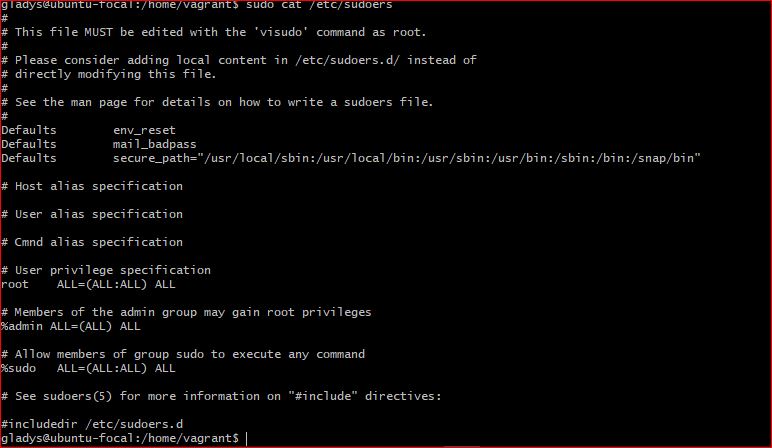 gladys@ubuntu-focal:/home/vagrant$ sudo cat /etc/sudoers
#
# This file MUST be edited with the 'visudo' command as root.
#
# Please consider adding local content in /etc/sudoers.d/ instead of
# directly modifying this file.
#
# See the man page for details on how to write a sudoers file.
#
Defaults        env_reset
Defaults        mail_badpass
Defaults        secure_path="/usr/local/sbin:/usr/local/bin:/usr/sbin:/usr/bin:/sbin:/bin:/snap/bin"

# Host alias specification

# User alias specification

# Cmnd alias specification

# User privilege specification
root    ALL=(ALL:ALL) ALL

# Members of the admin group may gain root privileges
%admin ALL=(ALL) ALL

# Allow members of group sudo to execute any command
%sudo   ALL=(ALL:ALL) ALL

# See sudoers(5) for more information on "#include" directives:

#includedir /etc/sudoers.d
gladys@ubuntu-focal:/home/vagrant$